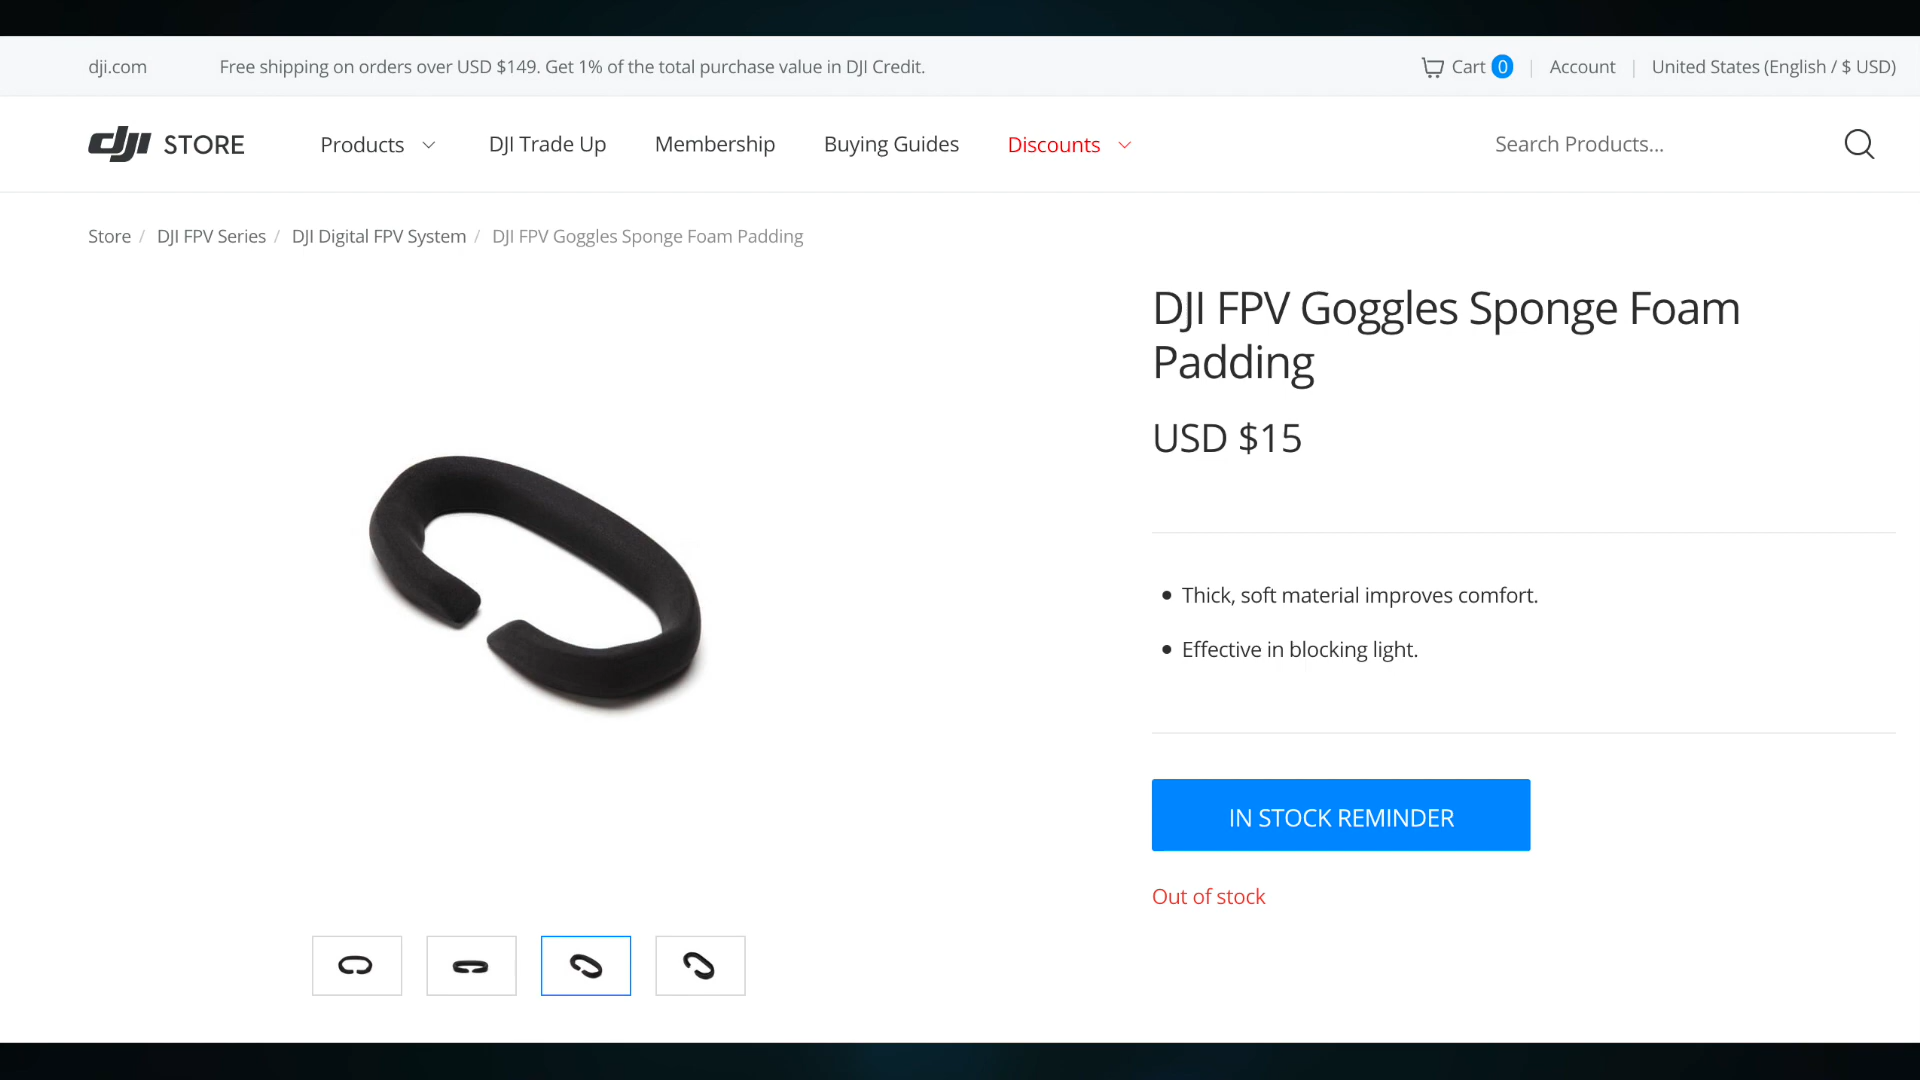 dji.com
Free shipping on orders over USD $149. Get 1% of the total purchase value in DJI Credit.
Cart 0 | Account | United States (English / $ USD)
dji STORE
Products
DJI Trade Up
Membership
Buying Guides
Discounts
Search Products...
Store / DJI FPV Series / DJI Digital FPV System / DJI FPV Goggles Sponge Foam Padding
DJI FPV Goggles Sponge Foam
Padding
USD $15
• Thick, soft material improves comfort.
• Effective in blocking light.
IN STOCK REMINDER
Out of stock